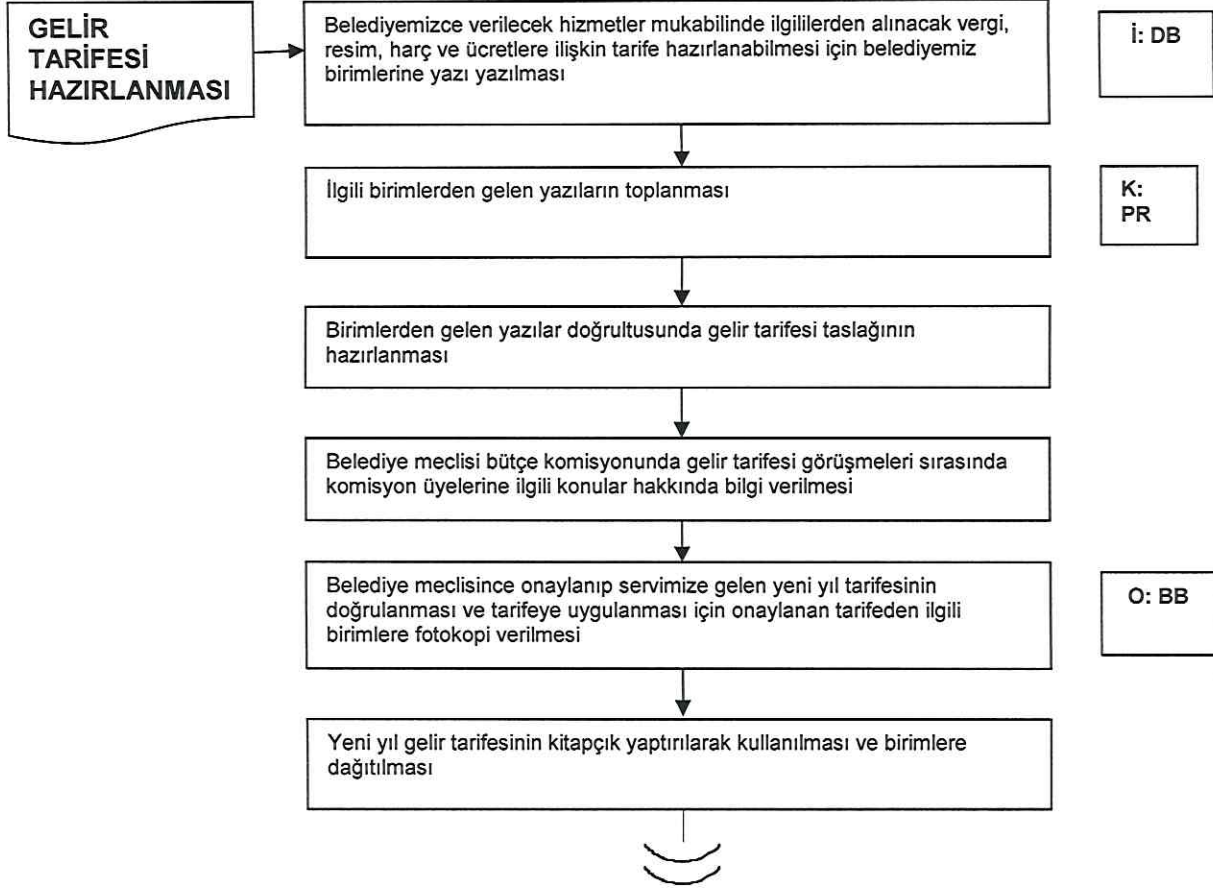 GELİR
TARİFESİ
HAZIRLANMASI
Belediyemizce verilecek hizmetler mukabilinde ilgililerden alınacak vergi,
resim, harç ve ücretlere ilişkin tarife hazırlanabilmesi için belediyemiz
birimlerine yazı yazılması
İ: DB
İlgili birimlerden gelen yazıların toplanması
K:
PR
Birimlerden gelen yazılar doğrultusunda gelir tarifesi taslağının
hazırlanması
Belediye meclisi bütçe komisyonunda gelir tarifesi görüşmeleri sırasında
komisyon üyelerine ilgili konular hakkında bilgi verilmesi
Belediye meclisince onaylanıp servimize gelen yeni yıl tarifesinin
doğrulanması ve tarifeye uygulanması için onaylanan tarifeden ilgili
birimlere fotokopi verilmesi
O: BB
Yeni yıl gelir tarifesinin kitapçık yaptırılarak kullanılması ve birimlere
dağıtılması